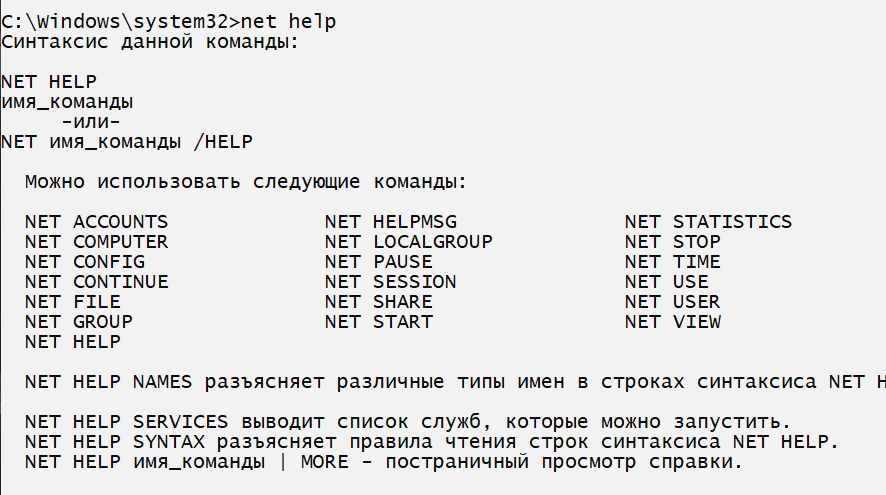 C:\Windows\system32>net help
Синтаксис данной команды:
NET HELP
имя_команды
-или-
NET имя_команды /HELP
Можно использовать следующие команды:
NET ACCOUNTS NET HELPMSG NET STATISTICS
NET COMPUTER NET LOCALGROUP NET STOP
NET CONFIG NET PAUSE NET TIME
NET CONTINUE NET SESSION NET USE
NET FILE NET SHARE NET USER
NET GROUP NET START NET VIEW
NET HELP
NET HELP NAMES разъясняет различные типы имен в строках синтаксиса NET H
NET HELP SERVICES выводит список служб, которые можно запустить.
NET HELP SYNTAX разъясняет правила чтения строк синтаксиса NET HELP.
NET HELP имя_команды | MORE - постраничный просмотр справки.